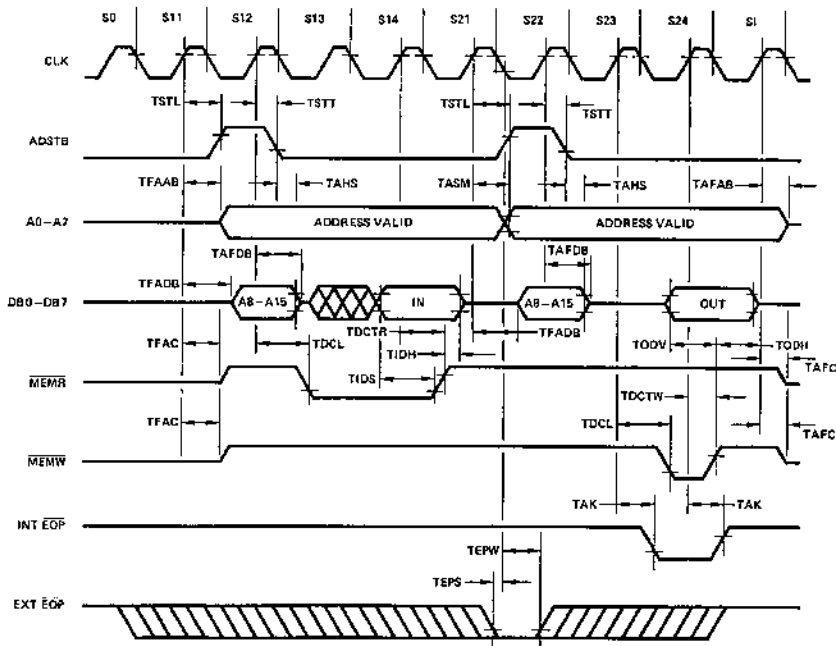 S0 S11 S12 S13 S14 S21 S22 S23 S24 SI
CLK
TSTL TSTT TSTL TSTT
ADSTB
TFAAB TAHS TASM TAHS TAFAB
A0-A7 ADDRESS VALID ADDRESS VALID
TAFDB TAFDB
TFADB
DB0-DB7 A8-A15 IN A8-A15 OUT
TDCTR TFADB
TFAC TDCL TIDH TODV TODH
TAFC
MEMR TIDS
TDCTW
TFAC TDCL
TAFC
MEMW
TAK TAK
INT EOP
TEPW
TEPS
EXT EOP